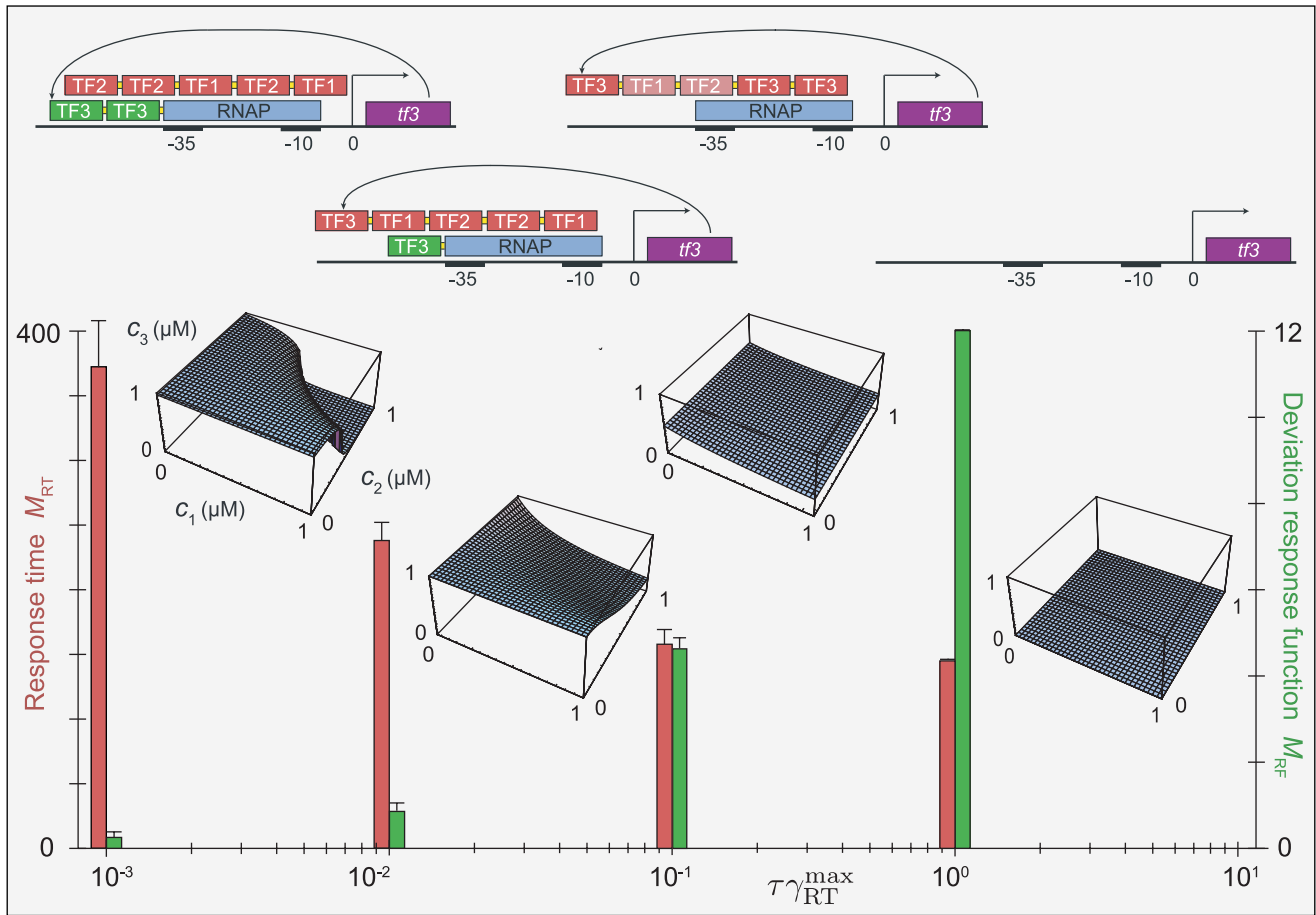 TF2 TF2 TF1 TF2 TF1
TF3 TF3 RNAP tf3
-35 -10 0
TF3 TF1 TF2 TF3 TF3
RNAP tf3
-35 -10 0
TF3 TF1 TF2 TF2 TF1
TF3 RNAP tf3
-35 -10 0
tf3
-35 -10 0
400
0
Response time M_RT
c₃ (µM)
1
0
0
c₁ (µM)
1
0
c₂ (µM)
1
1
0
0
1
0
1
1
0
0
1
0
1
1
0
0
1
0
1
12
0
Deviation response function M_RF
10⁻³ 10⁻² 10⁻¹ 10⁰ 10¹
τγ_RT^max